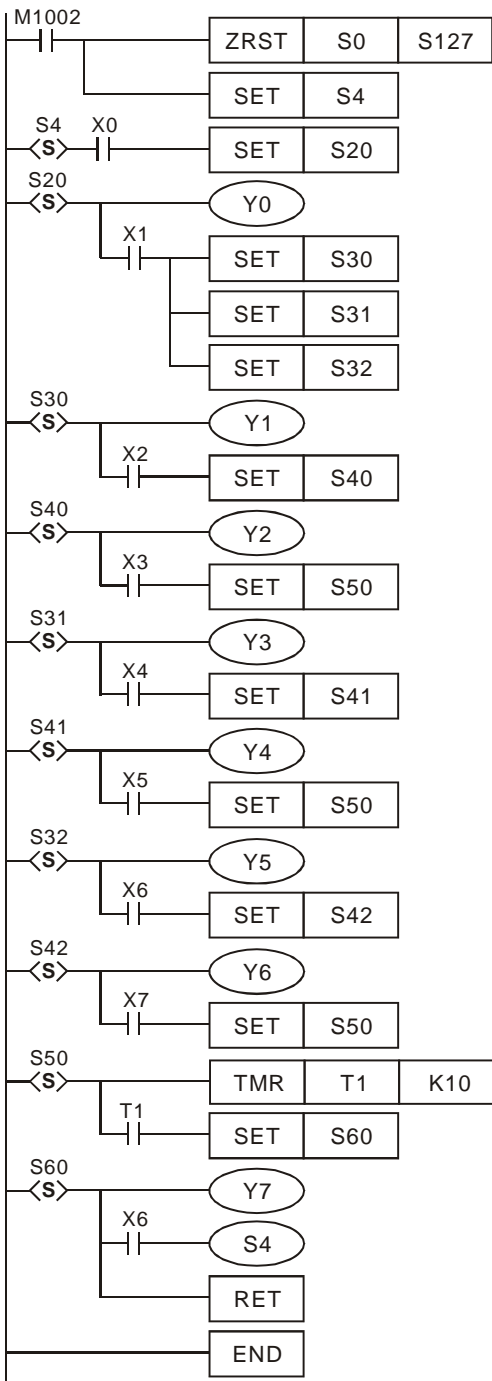 M1002
ZRST S0 S127
SET S4
S4 X0
S SET S20
S20
S Y0
X1
SET S30
SET S31
SET S32
S30
S Y1
X2
SET S40
S40
S Y2
X3
SET S50
S31
S Y3
X4
SET S41
S41
S Y4
X5
SET S50
S32
S Y5
X6
SET S42
S42
S Y6
X7
SET S50
S50
S TMR T1 K10
T1
SET S60
S60
S Y7
X6
S4
RET
END